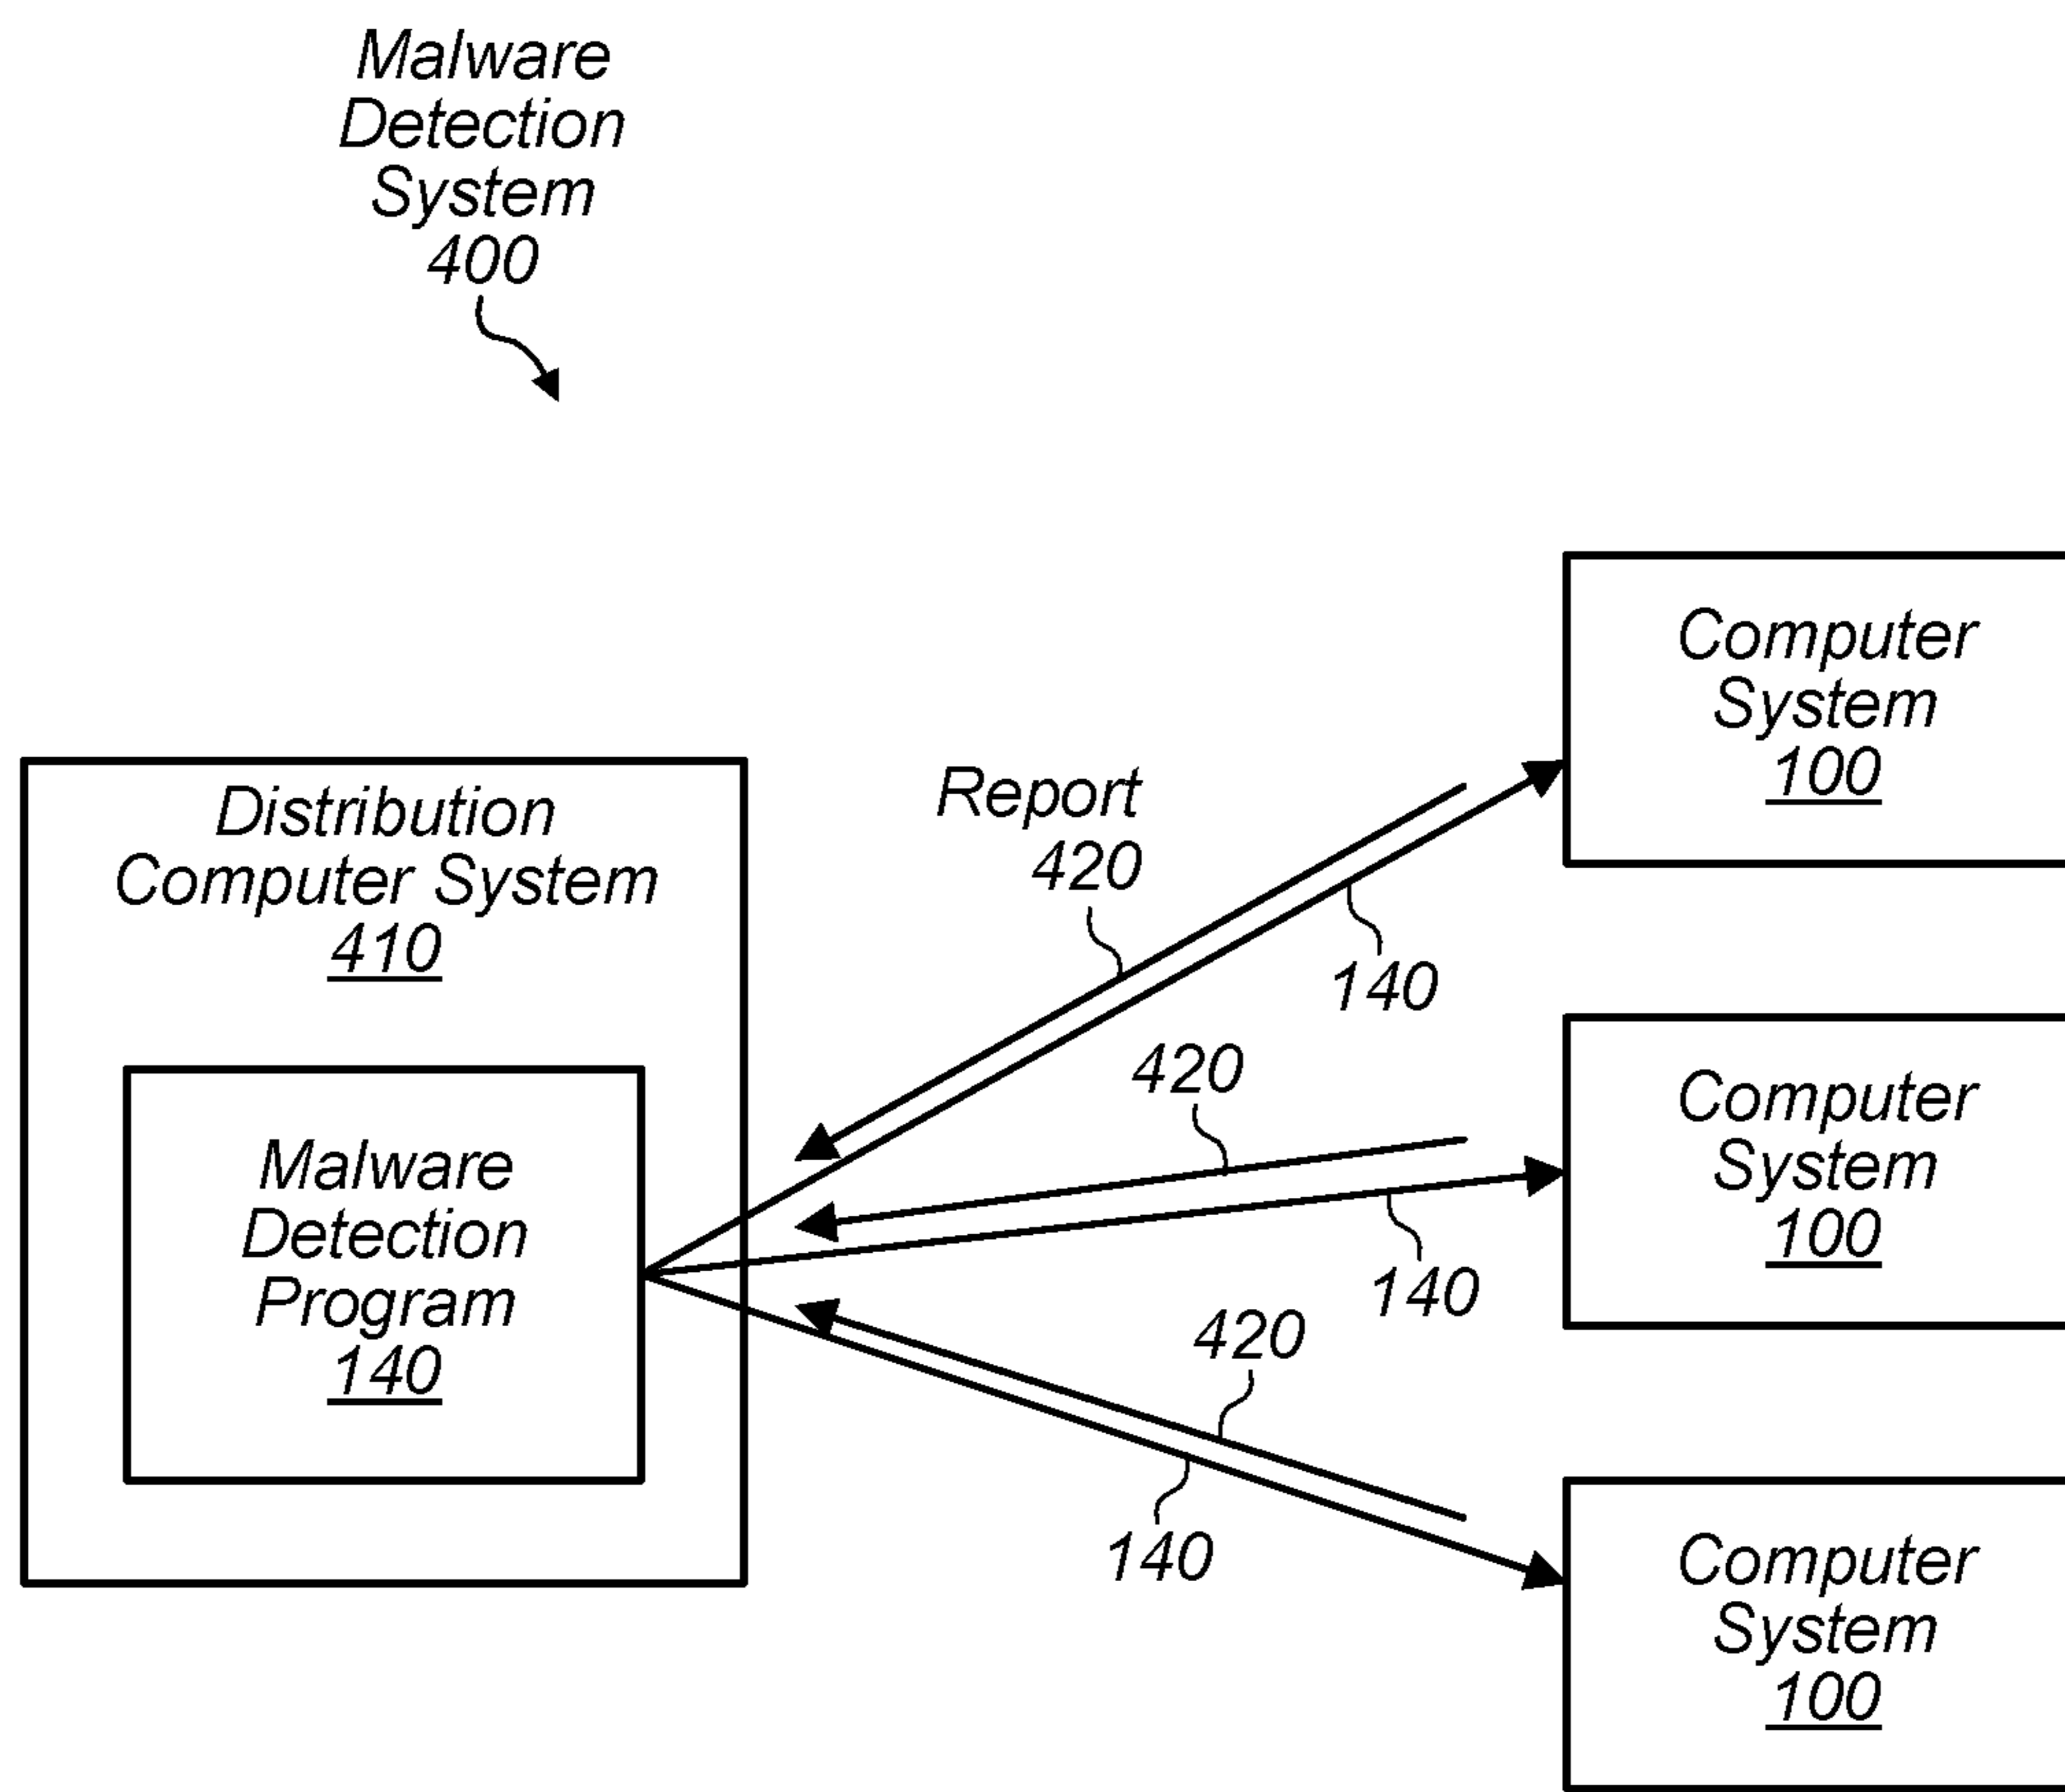 Malware
Detection
System
400
Distribution
Computer System
410
Malware
Detection
Program
140
Report
420
140
420
140
420
140
Computer
System
100
Computer
System
100
Computer
System
100